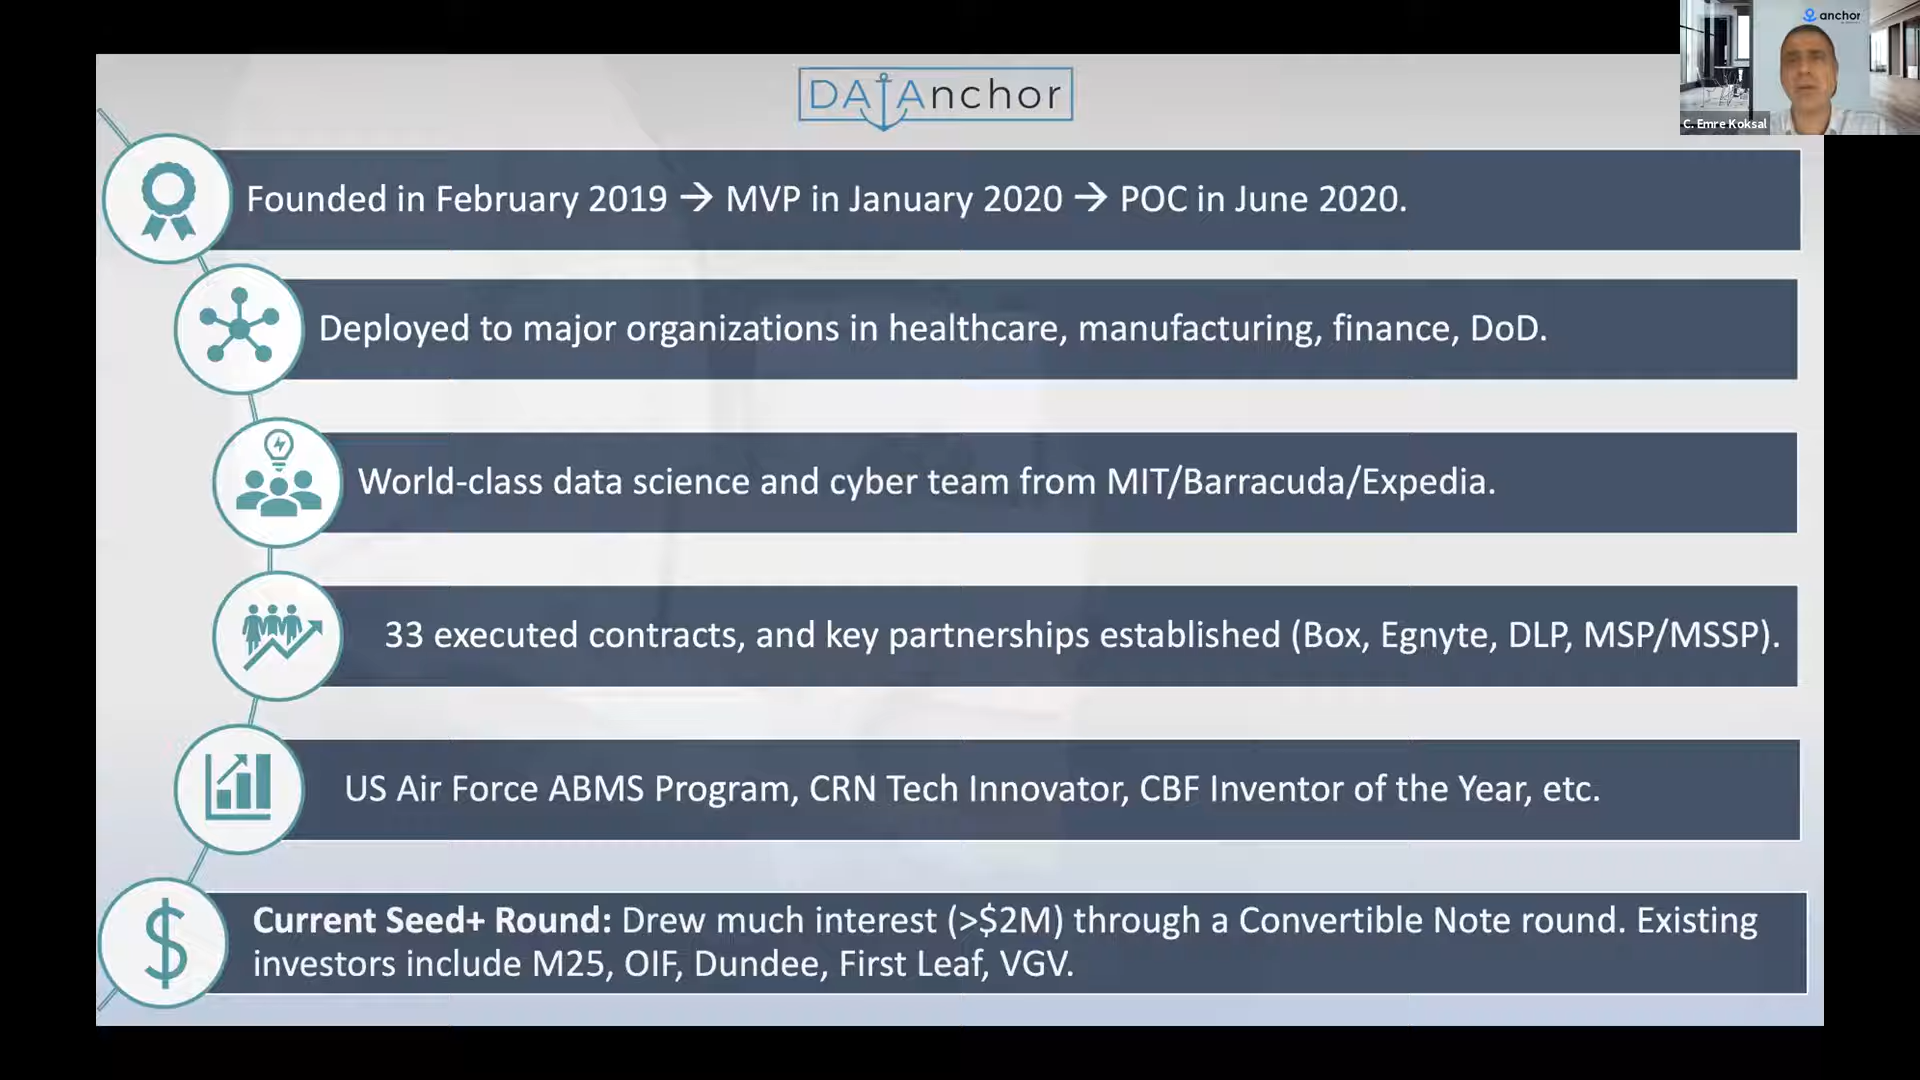 anchor
C. Emre Koksal
DATAnchor
Founded in February 2019 → MVP in January 2020 → POC in June 2020.
Deployed to major organizations in healthcare, manufacturing, finance, DoD.
World-class data science and cyber team from MIT/Barracuda/Expedia.
33 executed contracts, and key partnerships established (Box, Egnyte, DLP, MSP/MSSP).
US Air Force ABMS Program, CRN Tech Innovator, CBF Inventor of the Year, etc.
Current Seed+ Round: Drew much interest (>$2M) through a Convertible Note round. Existing
investors include M25, OIF, Dundee, First Leaf, VGV.